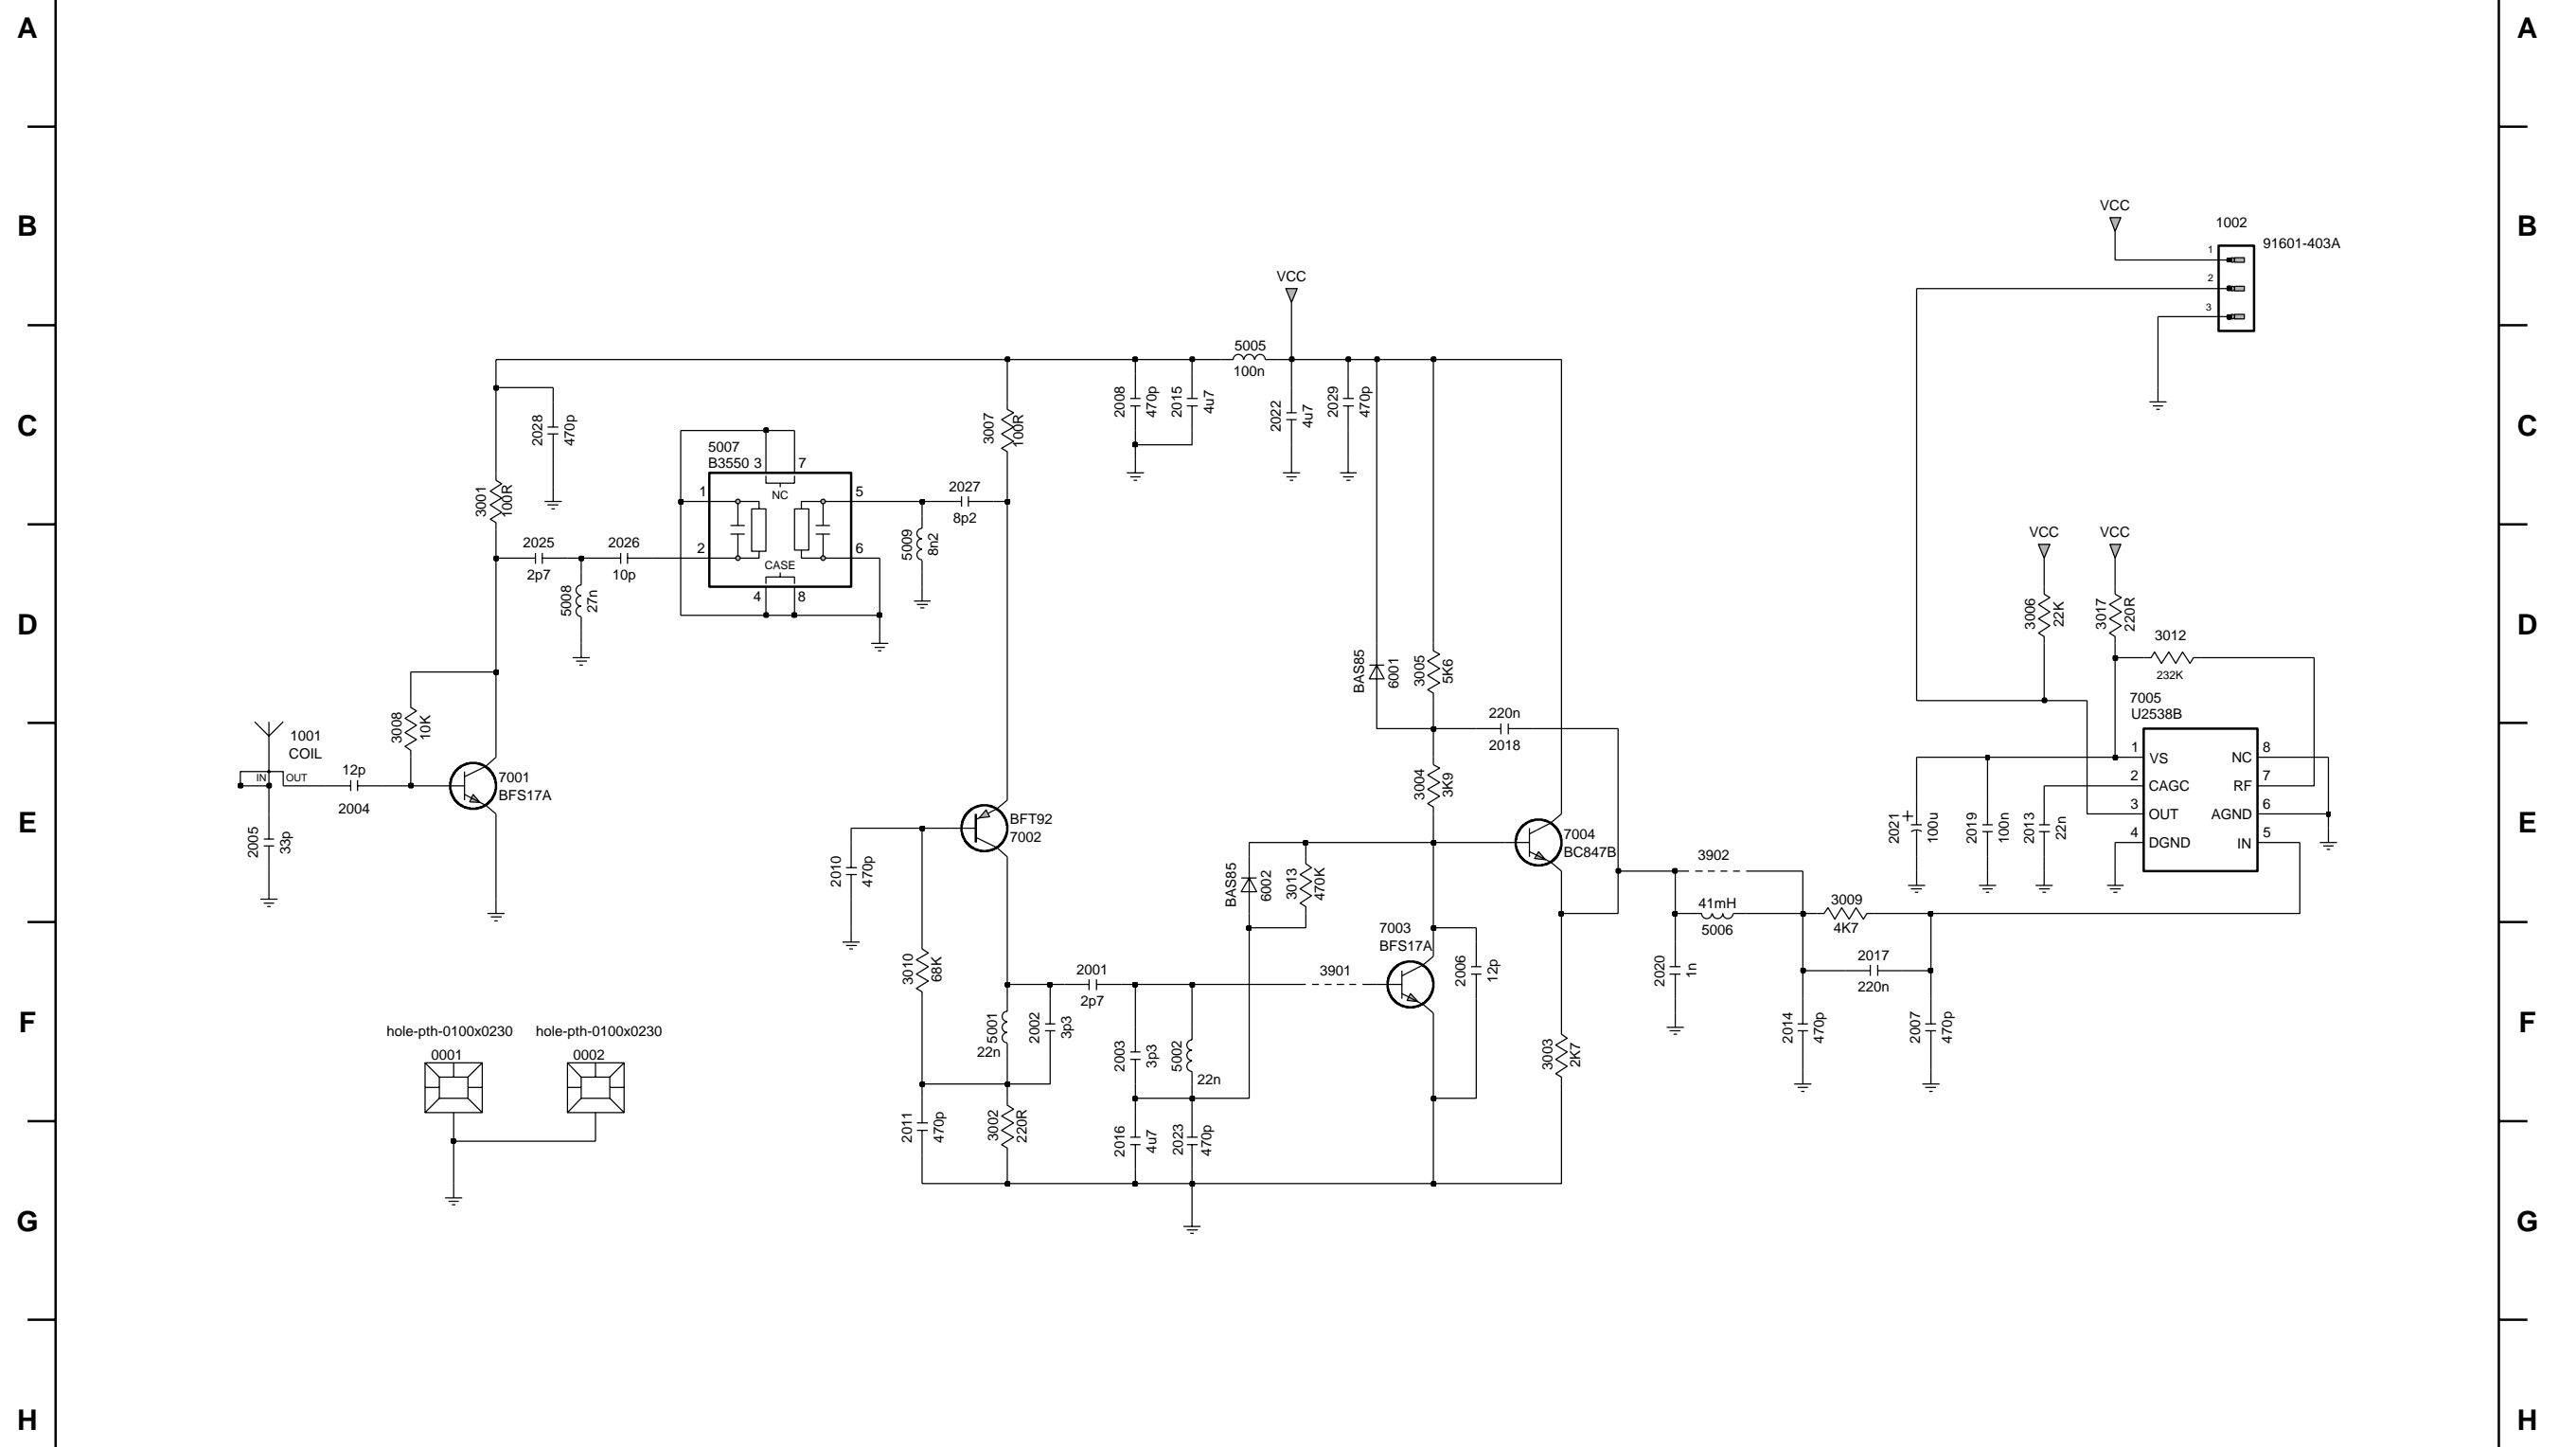 A
A
B
B
C
C
D
D
E
E
F
F
G
G
H
H
VCC
1002
91601-403A
1
2
3
VCC
5005
100n
2008
470p
2015
4u7
2022
4u7
2029
470p
2028
470p
3001
100R
3007
100R
5007
B3550
3
7
NC
1
2
5
6
CASE
4
8
2027
8p2
5009
8n2
2025
2p7
2026
10p
5008
27n
3008
10K
1001
COIL
IN
OUT
12p
2004
2005
33p
7001
BFS17A
BFT92
7002
2010
470p
3010
68K
2011
470p
5001
22n
2002
3p3
3002
220R
2001
2p7
2003
3p3
5002
22n
2016
4u7
2023
470p
BAS85
6001
3005
5K6
220n
2018
3004
3K9
BAS85
6002
3013
470K
3901
7003
BFS17A
2006
12p
7004
BC847B
3003
2K7
3902
41mH
5006
2020
1n
3009
4K7
2017
220n
2014
470p
2007
470p
VCC
VCC
3006
22K
3017
220R
3012
232K
7005
U2538B
1
VS
NC
8
2
CAGC
RF
7
3
OUT
AGND
6
4
DGND
IN
5
2021
+
100u
2019
100n
2013
22n
hole-pth-0100x0230
hole-pth-0100x0230
0001
0002